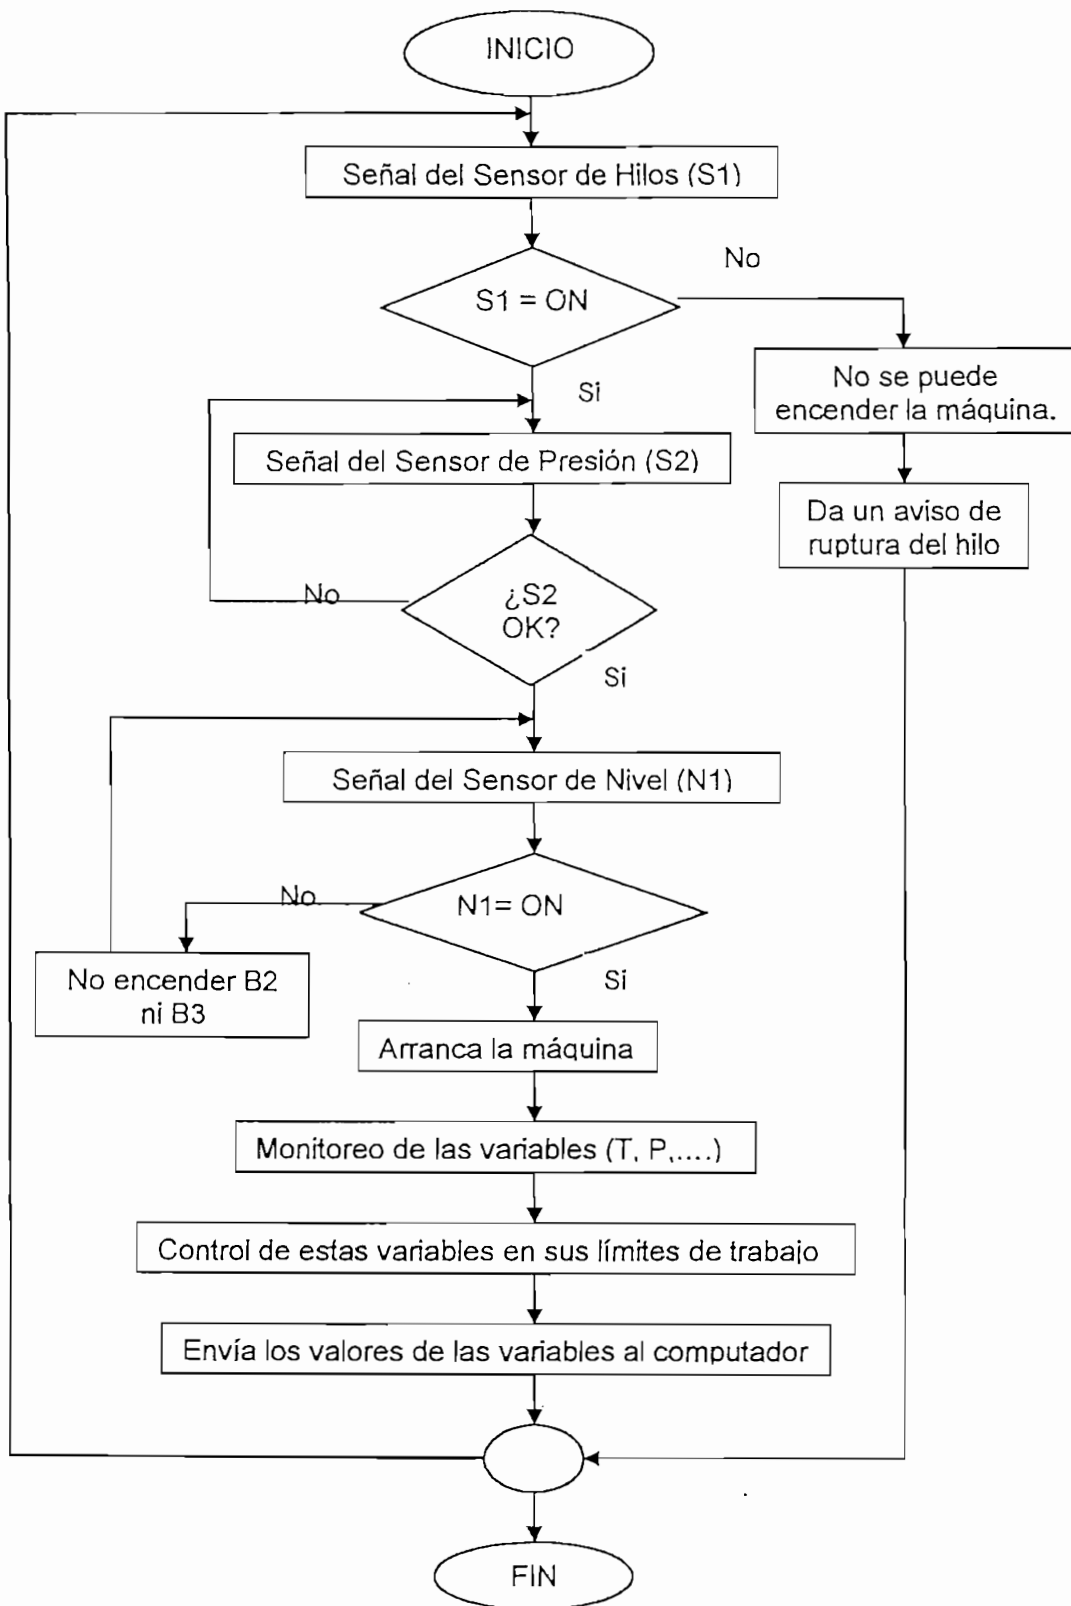 INICIO
Señal del Sensor de Hilos (S1)
No
S1 = ON
No se puede
encender la máquina.
Si
Señal del Sensor de Presión (S2)
Da un aviso de
ruptura del hilo
No
¿S2
OK?
Si
Señal del Sensor de Nivel (N1)
No
N1= ON
No encender B2
ni B3
Si
Arranca la máquina
Monitoreo de las variables (T, P,....)
Control de estas variables en sus límites de trabajo
Envía los valores de las variables al computador
FIN